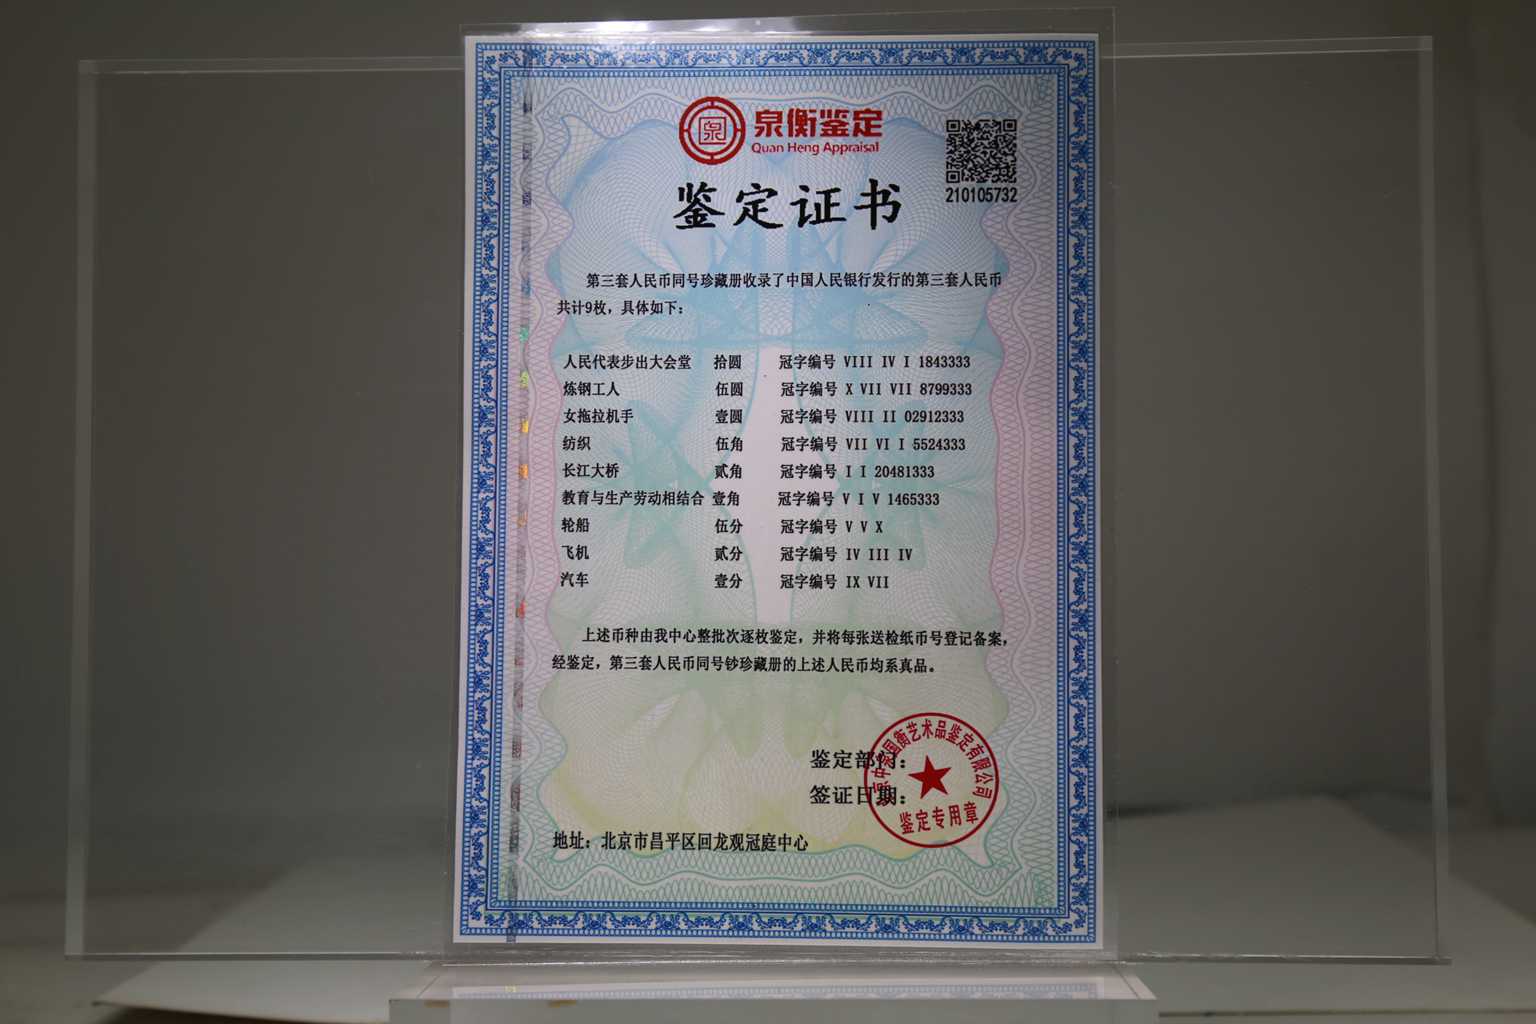 泉
泉衡鉴定
Quan Heng Appraisal
210105732
鉴定证书
第三套人民币同号珍藏册收录了中国人民银行发行的第三套人民币
共计9枚，具体如下：
人民代表步出大会堂 拾圆 冠字编号 VIII IV I 1843333
炼钢工人 伍圆 冠字编号 X VII VII 8799333
女拖拉机手 壹圆 冠字编号 VIII II 02912333
纺织 伍角 冠字编号 VII VI I 5524333
长江大桥 贰角 冠字编号 I I 20481333
教育与生产劳动相结合 壹角 冠字编号 V I V 1465333
轮船 伍分 冠字编号 V V X
飞机 贰分 冠字编号 IV III IV
汽车 壹分 冠字编号 IX VII
上述币种由我中心整批次逐枚鉴定，并将每张送检纸币号登记备案，
经鉴定，第三套人民币同号钞珍藏册的上述人民币均系真品。
鉴定部门：
签证日期：
国衡艺术品鉴定有限公司
鉴定专用章
地址：北京市昌平区回龙观冠庭中心